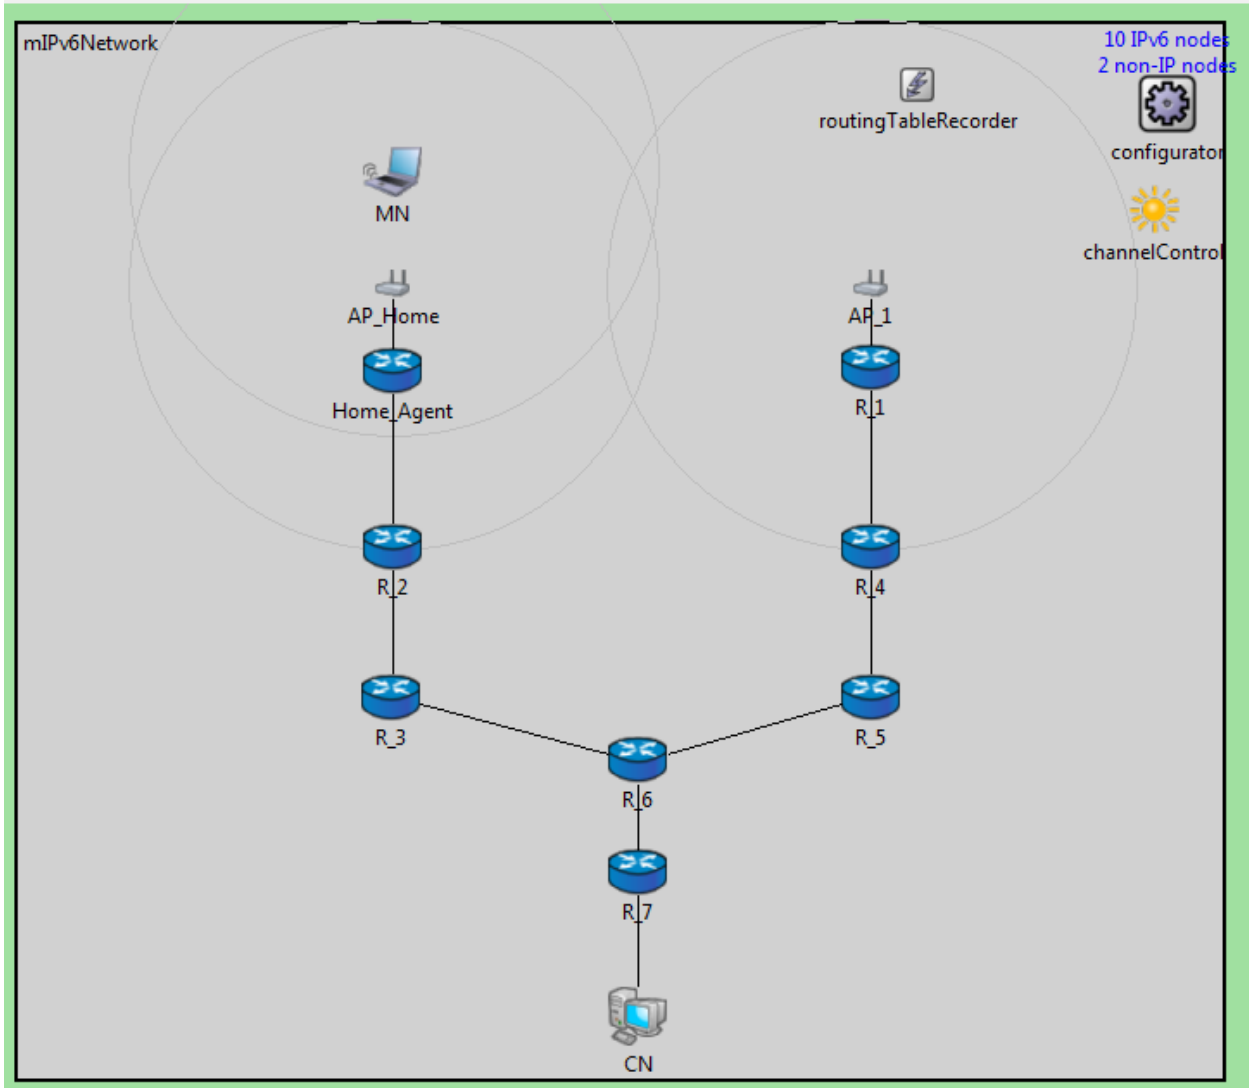 mIPv6Network
10 IPv6 nodes
2 non-IP nodes
routingTableRecorder
configurator
MN
channelControl
AP_Home
AP_1
Home_Agent
R_1
R_2
R_4
R_3
R_5
R_6
R_7
CN